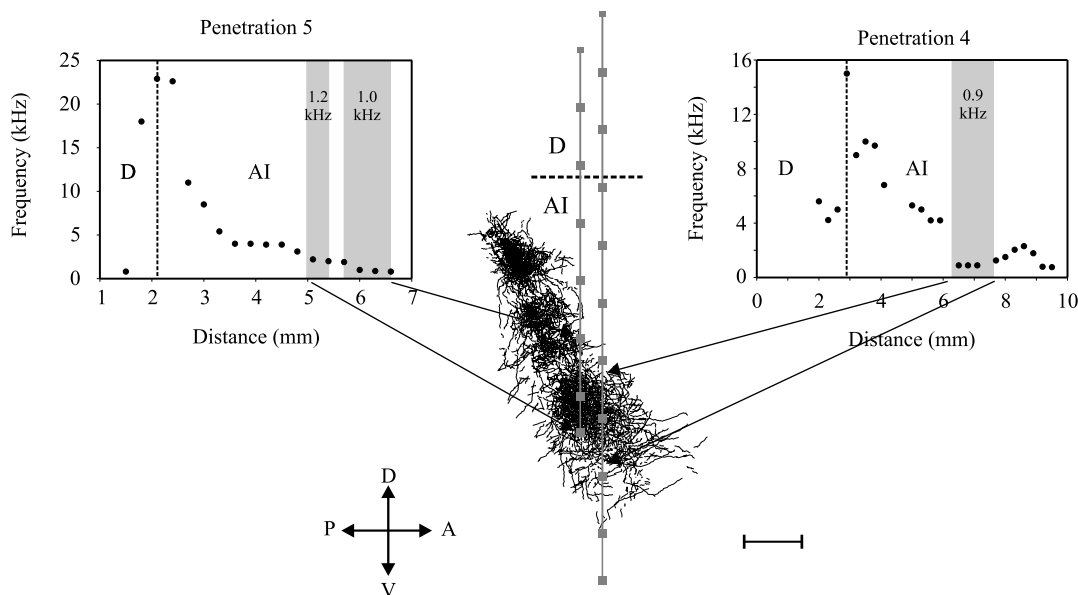 Penetration 5
Frequency (kHz)
25
20
15
10
5
0
D
AI
1.2
kHz
1.0
kHz
1
2
3
4
5
6
7
Distance (mm)
D
AI
Penetration 4
Frequency (kHz)
16
12
8
4
0
D
AI
0.9
kHz
0
2
4
6
8
10
Distance (mm)
D
P
A
V